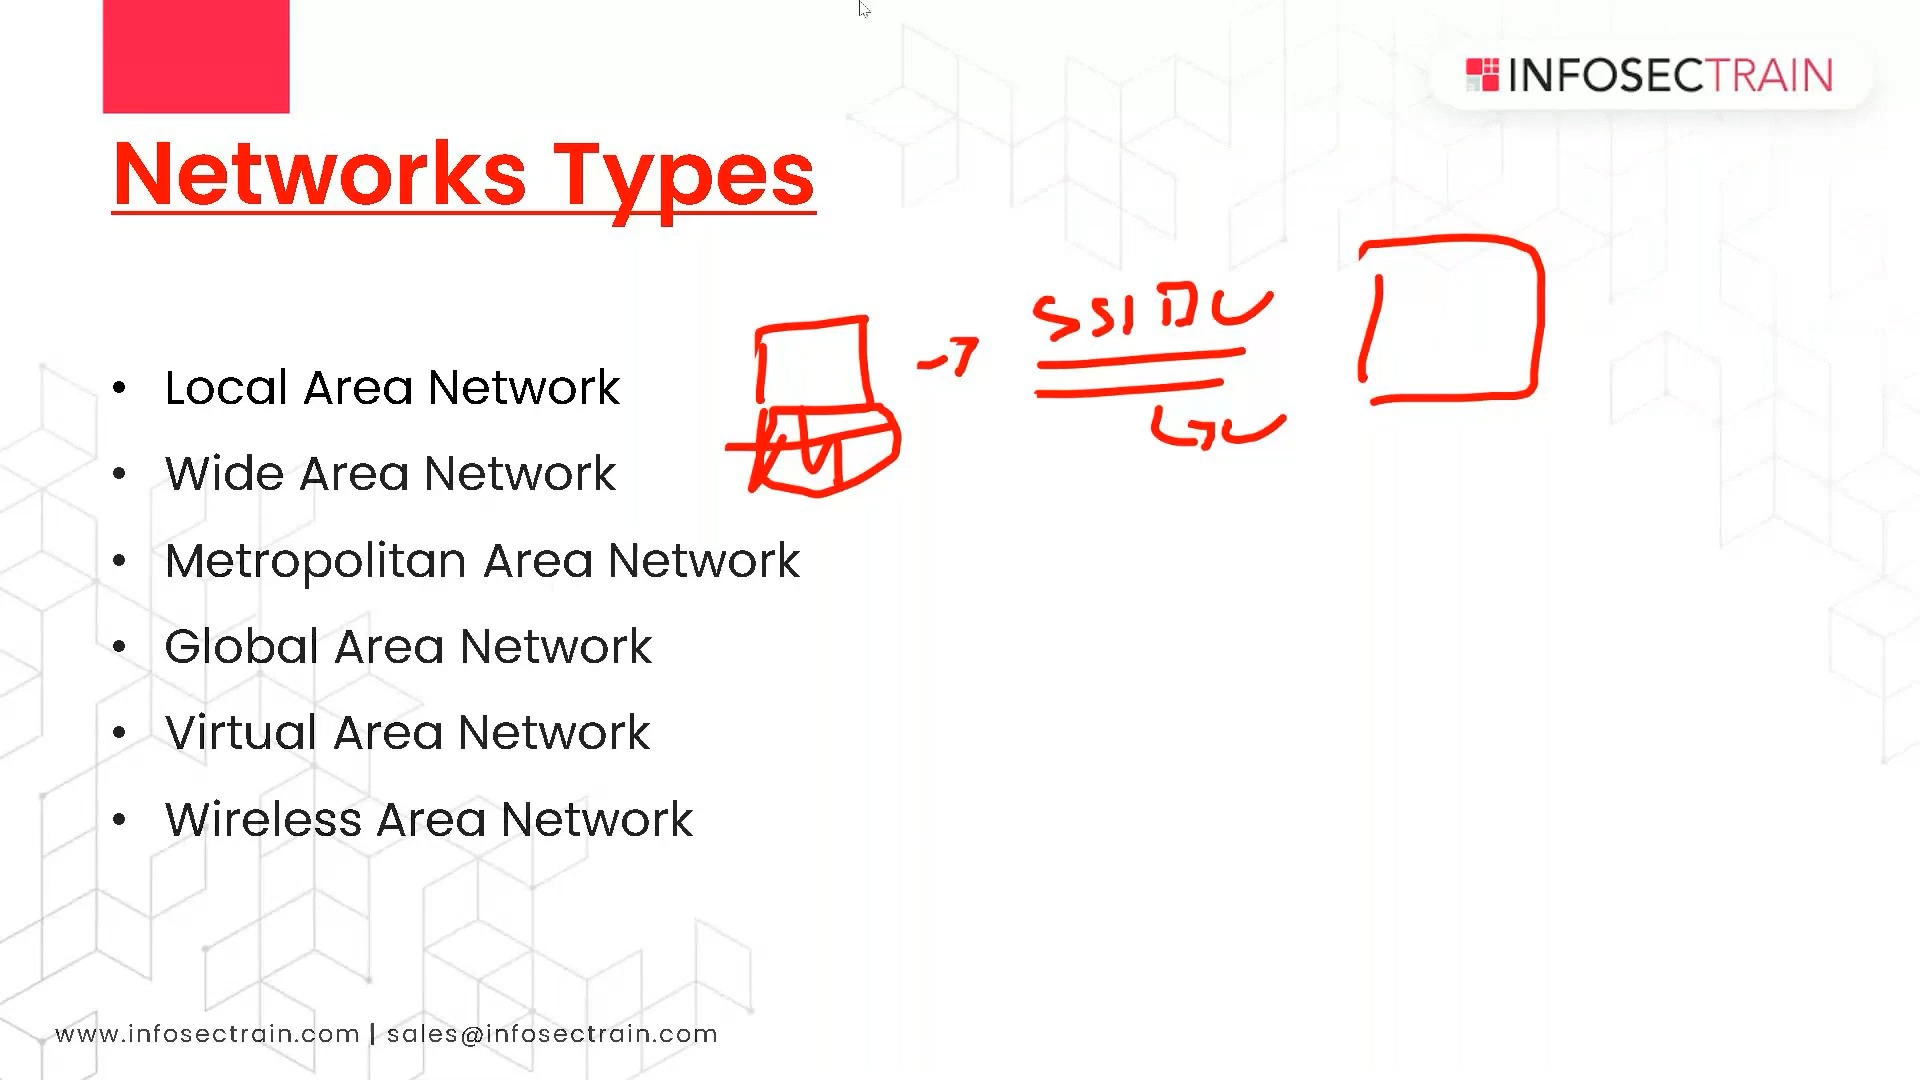 INFOSECTRAIN
Networks Types
• Local Area Network
• Wide Area Network
• Metropolitan Area Network
• Global Area Network
• Virtual Area Network
• Wireless Area Network
www.infosectrain.com | sales@infosectrain.com